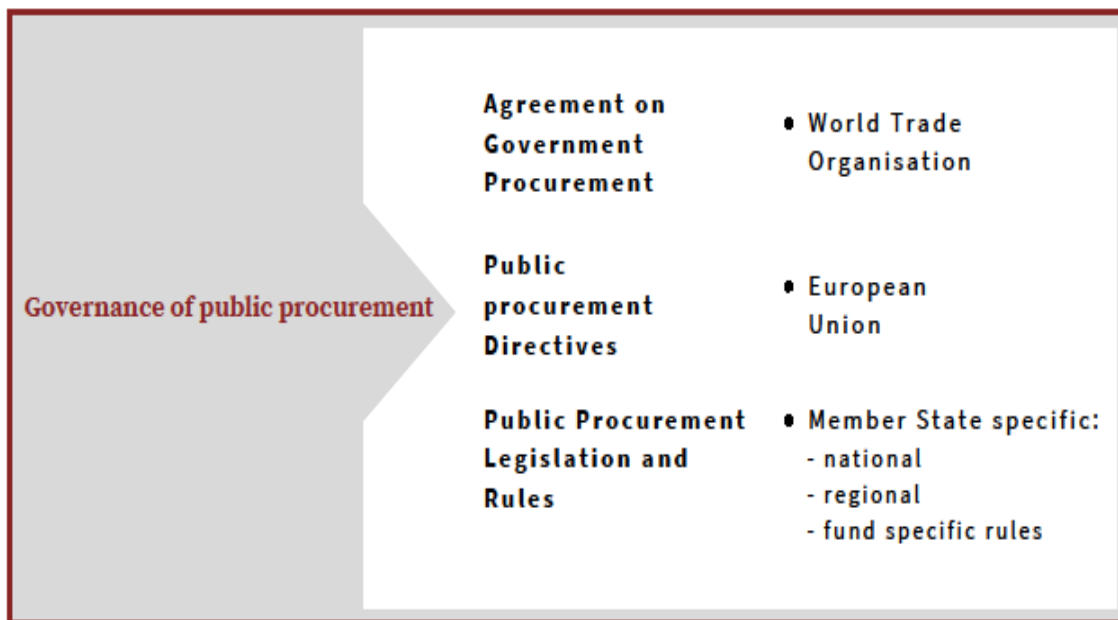 Governance of public procurement
Agreement on
Government
Procurement
• World Trade
Organisation
Public
procurement
Directives
• European
Union
Public Procurement
Legislation and
Rules
• Member State specific:
- national
- regional
- fund specific rules